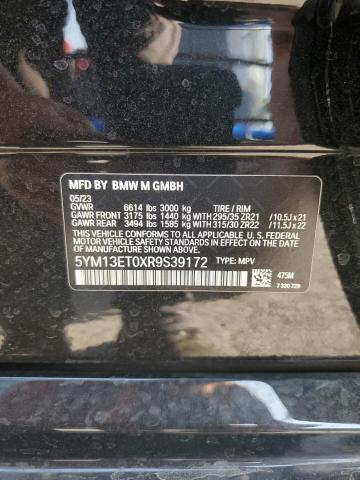 MFD BY BMW M GMBH
05/23
GVWR 6614 lb 3000 kg TIRE / RIM
GAWR FRONT 3175 lbs 1440 kg WITH 295/35 ZR21 /10.5J x 21
GAWR REAR 3494 lbs 1585 kg WITH 315/30 ZR22 /11.5J x 22
THIS VEHICLE CONFORMS TO ALL APPLICABLE U. S. FEDERAL MOTOR
VEHICLE SAFETY STANDARDS IN EFFECT ON THE DATE OF MANUFACTURE SHOWN ABOVE.
5YM13ET0XR9S39172 TYPE: MPV
475M
7 320 729